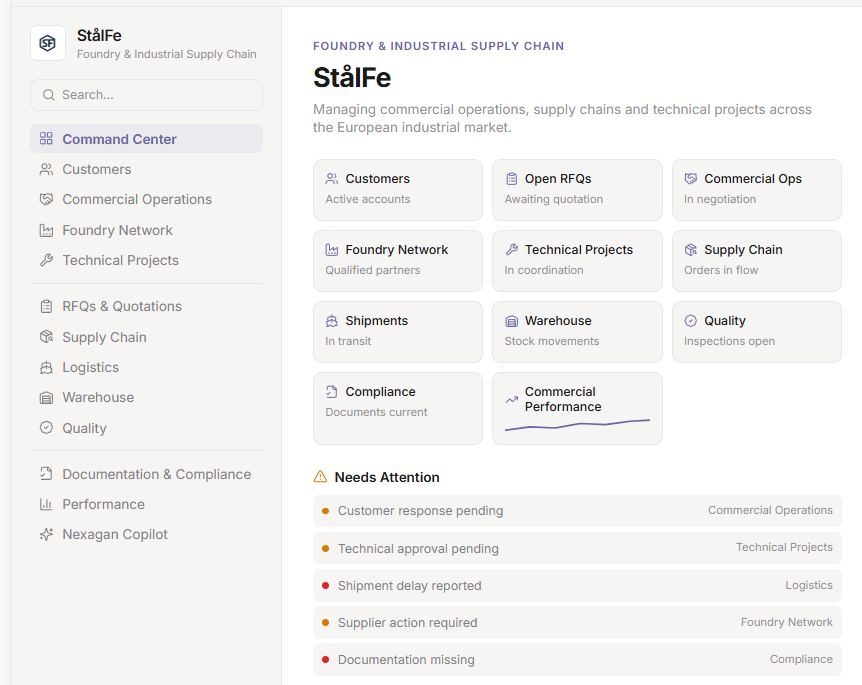 SF
StålFe
Foundry & Industrial Supply Chain
Search...
Command Center
Customers
Commercial Operations
Foundry Network
Technical Projects
RFQs & Quotations
Supply Chain
Logistics
Warehouse
Quality
Documentation & Compliance
Performance
Nexagan Copilot
FOUNDRY & INDUSTRIAL SUPPLY CHAIN
StålFe
Managing commercial operations, supply chains and technical projects across
the European industrial market.
Customers
Active accounts
Open RFQs
Awaiting quotation
Commercial Ops
In negotiation
Foundry Network
Qualified partners
Technical Projects
In coordination
Supply Chain
Orders in flow
Shipments
In transit
Warehouse
Stock movements
Quality
Inspections open
Compliance
Documents current
Commercial
Performance
Needs Attention
Customer response pending Commercial Operations
Technical approval pending Technical Projects
Shipment delay reported Logistics
Supplier action required Foundry Network
Documentation missing Compliance